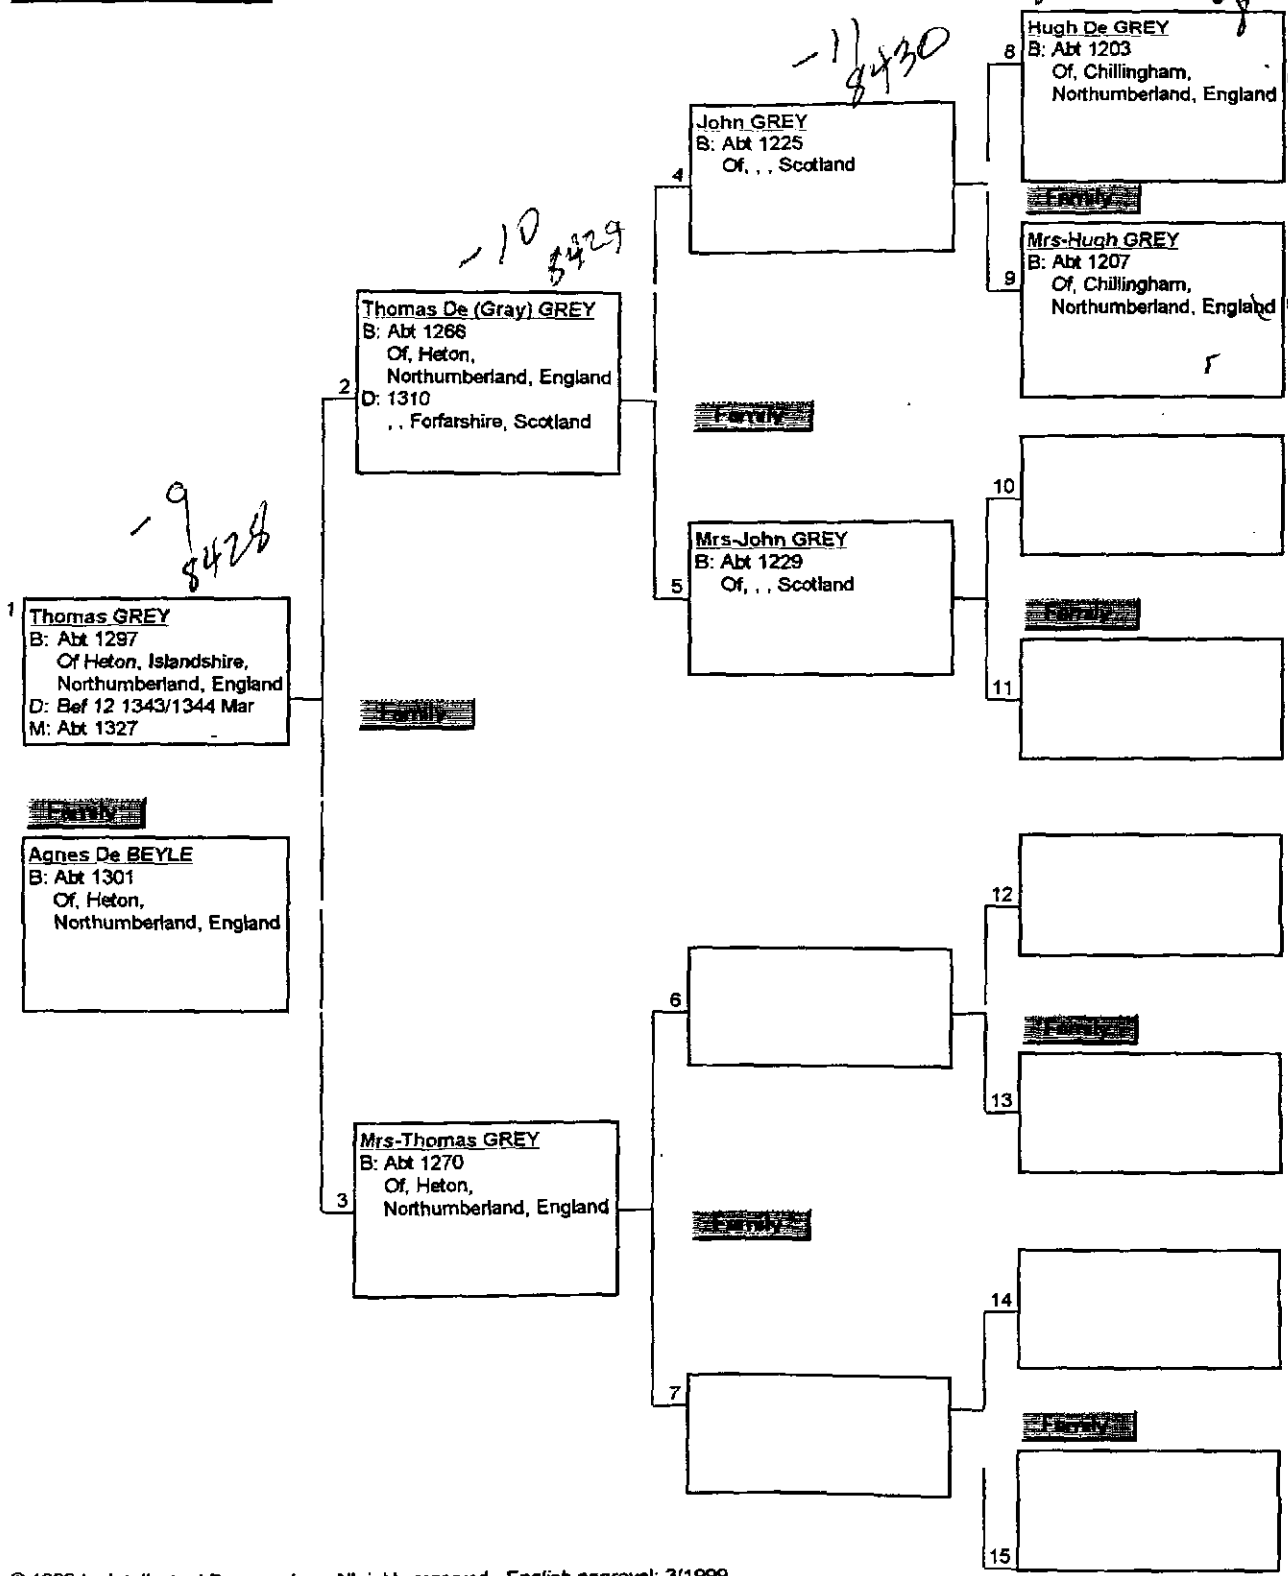 -11
8430
8
Hugh De GREY
B: Abt 1203
Of, Chillingham,
Northumberland, England
John GREY
B: Abt 1225
Of, , , Scotland
4
Family
Mrs-Hugh GREY
B: Abt 1207
Of, Chillingham,
Northumberland, England
9
-10
8429
Thomas De (Gray) GREY
B: Abt 1266
Of, Heton,
Northumberland, England
D: 1310
, , Forfarshire, Scotland
2
Family
10
-9
8428
Mrs-John GREY
B: Abt 1229
Of, , , Scotland
5
Family
11
1
Thomas GREY
B: Abt 1297
Of Heton, Islandshire,
Northumberland, England
D: Bef 12 1343/1344 Mar
M: Abt 1327
Family
Family
Agnes De BEYLE
B: Abt 1301
Of, Heton,
Northumberland, England
12
6
Family
13
Mrs-Thomas GREY
B: Abt 1270
Of, Heton,
Northumberland, England
3
Family
14
7
Family
15